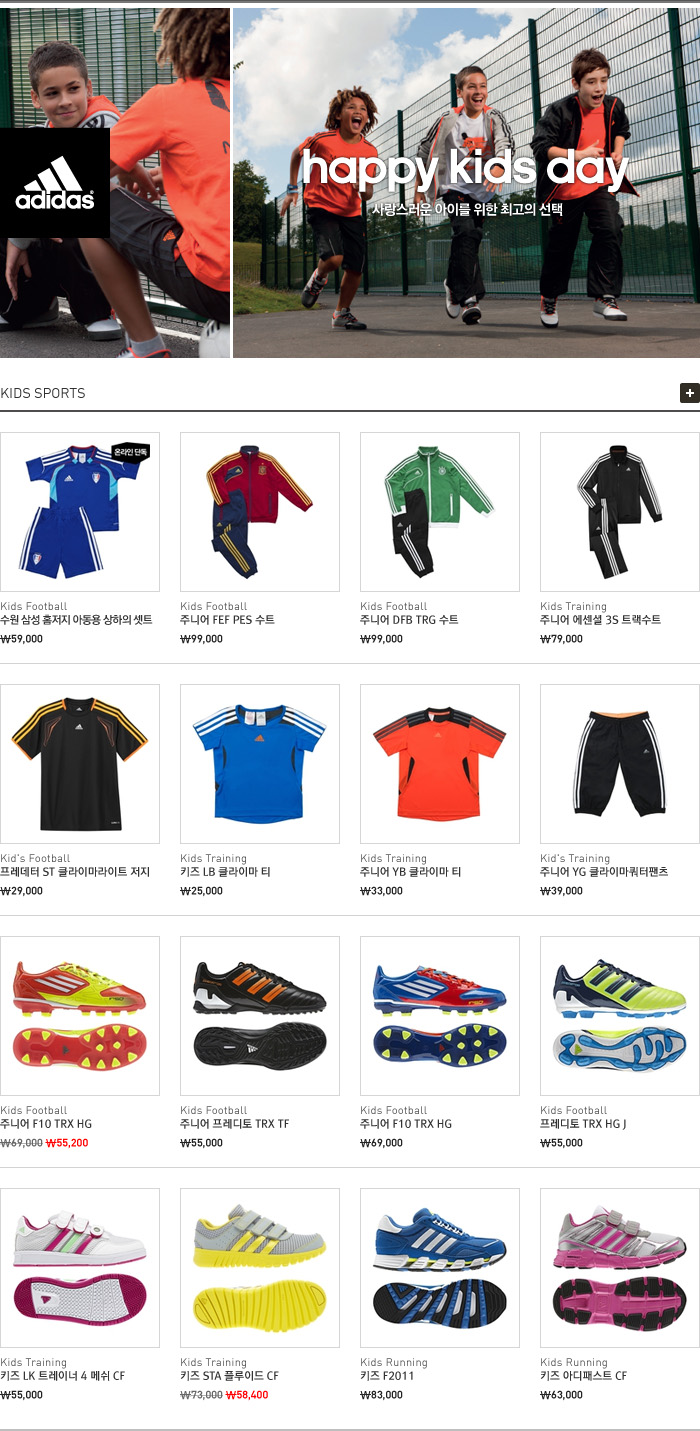 adidas
happy kids day
사랑스러운 아이를 위한 최고의 선택
KIDS SPORTS
온라인 단독
Kids Football
수원 삼성 홈저지 아동용 상하의 셋트
₩59,000
Kids Football
주니어 FEF PES 수트
₩99,000
Kids Football
주니어 DFB TRG 수트
₩99,000
Kids Training
주니어 에센셜 3S 트랙수트
₩79,000
Kid's Football
프레데터 ST 클라이마라이트 저지
₩29,000
Kids Training
키즈 LB 클라이마 티
₩25,000
Kids Training
주니어 YB 클라이마 티
₩33,000
Kid's Training
주니어 YG 클라이마쿼터팬츠
₩39,000
Kids Football
주니어 F10 TRX HG
₩69,000 ₩55,200
Kids Football
주니어 프레디토 TRX TF
₩55,000
Kids Football
주니어 F10 TRX HG
₩69,000
Kids Football
프레디토 TRX HG J
₩55,000
Kids Training
키즈 LK 트레이너 4 메쉬 CF
₩55,000
Kids Training
키즈 STA 플루이드 CF
₩73,000 ₩58,400
Kids Running
키즈 F2011
₩83,000
Kids Running
키즈 아디패스트 CF
₩63,000